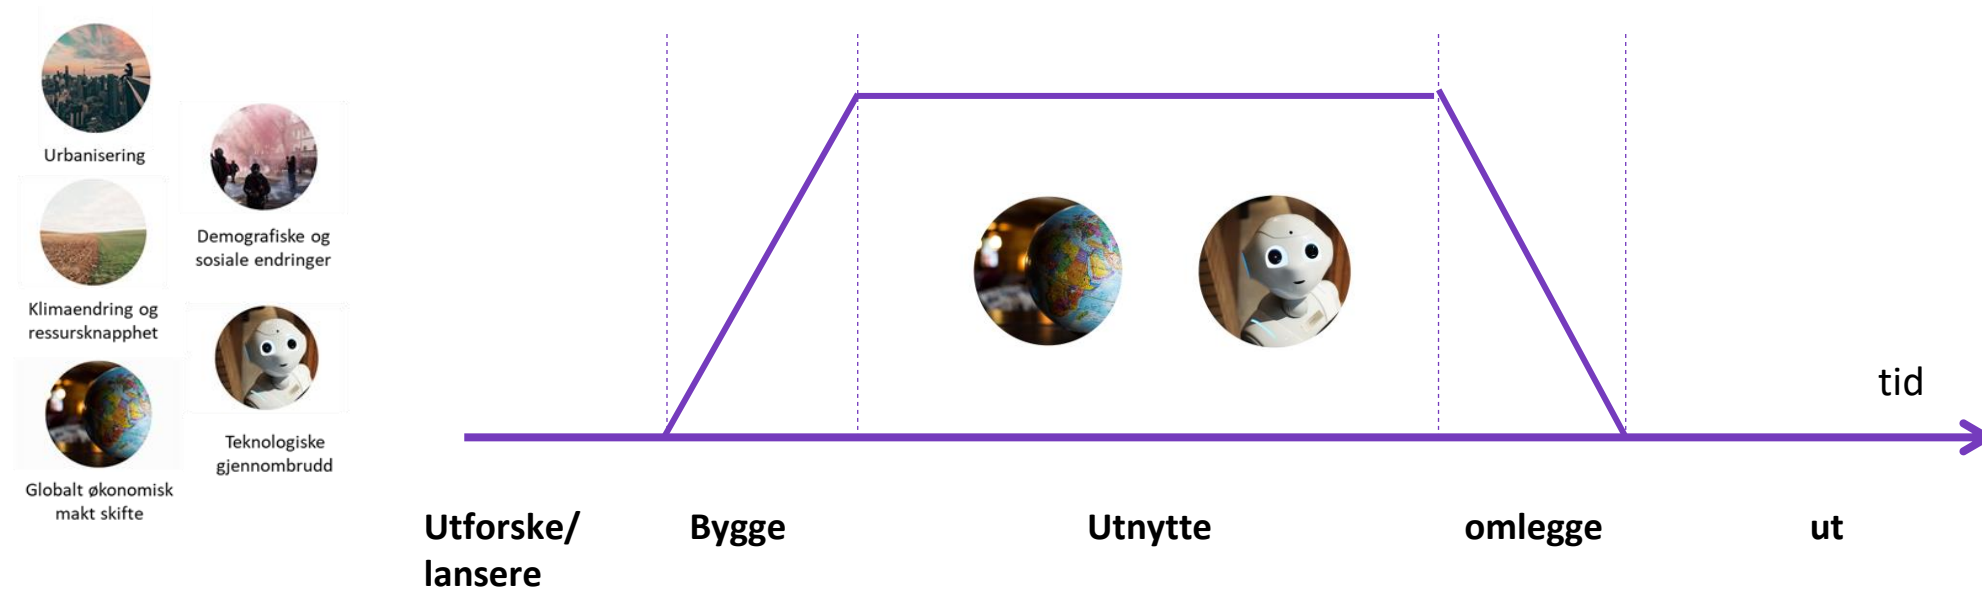 Urbanisering
Demografiske og
sosiale endringer
Klimaendring og
ressursknapphet
Teknologiske
gjennombrudd
Globalt økonomisk
makt skifte
tid
Utforske/
lansere
Bygge
Utnytte
omlegge
ut